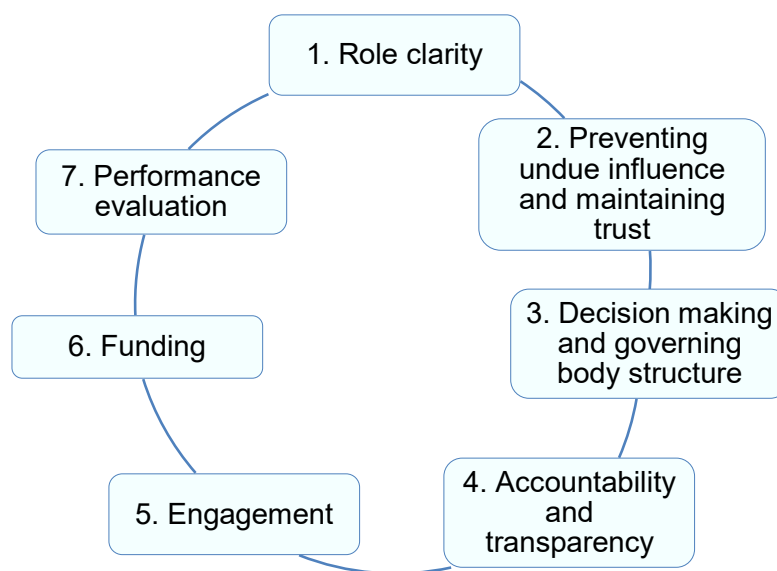 1. Role clarity
2. Preventing
undue influence
and maintaining
trust
3. Decision making
and governing
body structure
4. Accountability
and
transparency
5. Engagement
6. Funding
7. Performance
evaluation